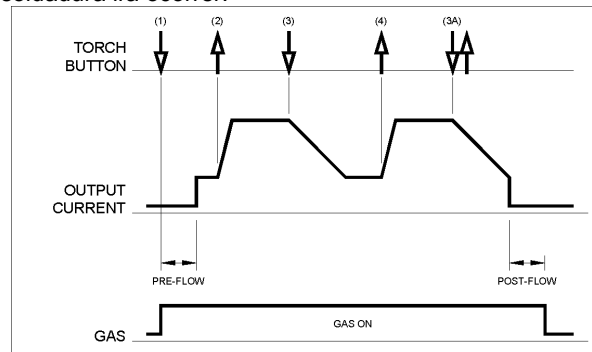 (1) (2) (3) (4) (3A)
TORCH
BUTTON
OUTPUT
CURRENT
PRE-FLOW POST-FLOW
GAS ON
GAS